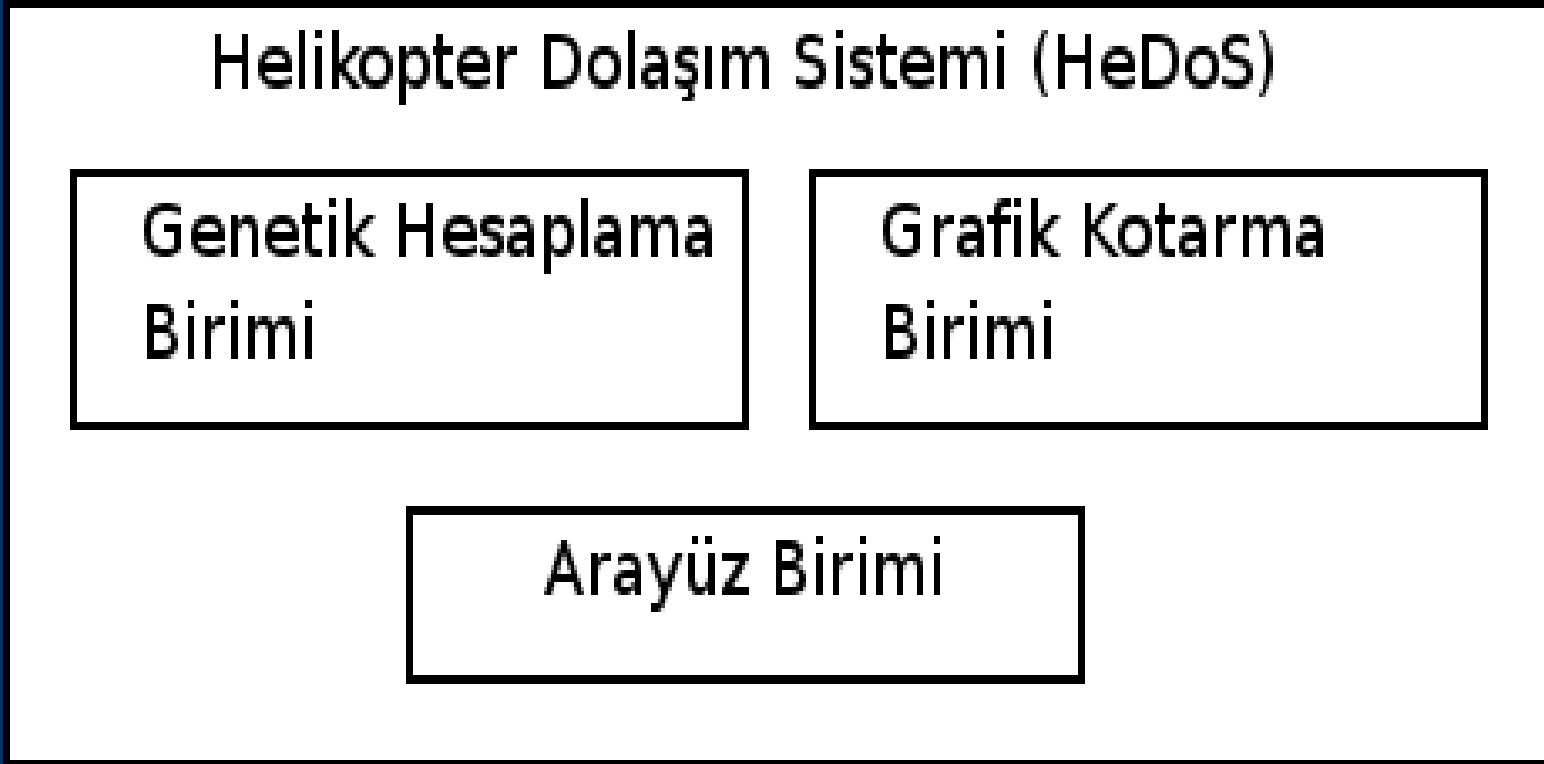 Helikopter Dolaşım Sistemi (HeDoS)
Genetik Hesaplama
Birimi
Grafik Kotarma
Birimi
Arayüz Birimi